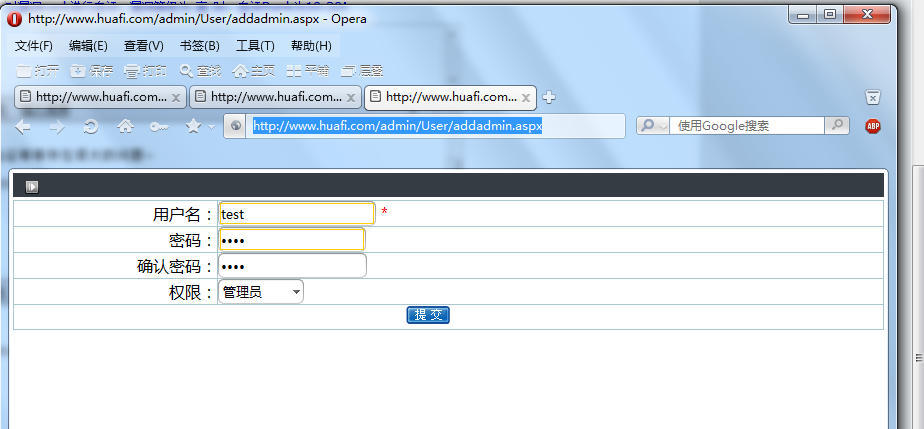 http://www.huafi.com/admin/User/addadmin.aspx - Opera
文件(F) 编辑(E) 查看(V) 书签(B) 工具(T) 帮助(H)
打开 保存 打印 查找 主页 平铺 层叠
http://www.huafi.com... http://www.huafi.com... http://www.huafi.com...
http://www.huafi.com/admin/User/addadmin.aspx 使用Google搜索 ABP
用户名： test *
密码： ••••
确认密码： ••••
权限： 管理员
提 交